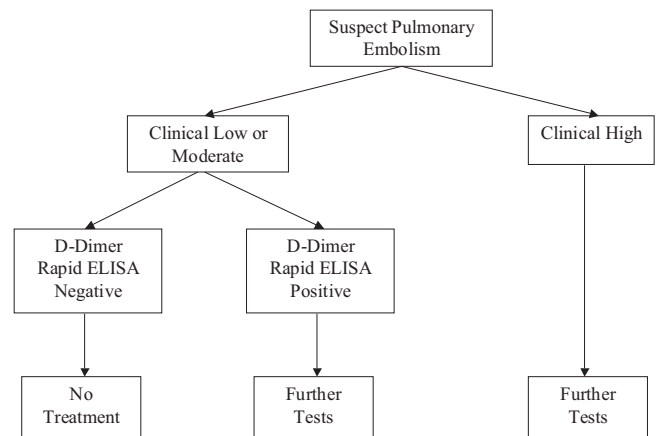 Suspect Pulmonary
Embolism
Clinical Low or
Moderate
Clinical High
D-Dimer
Rapid ELISA
Negative
D-Dimer
Rapid ELISA
Positive
No
Treatment
Further
Tests
Further
Tests